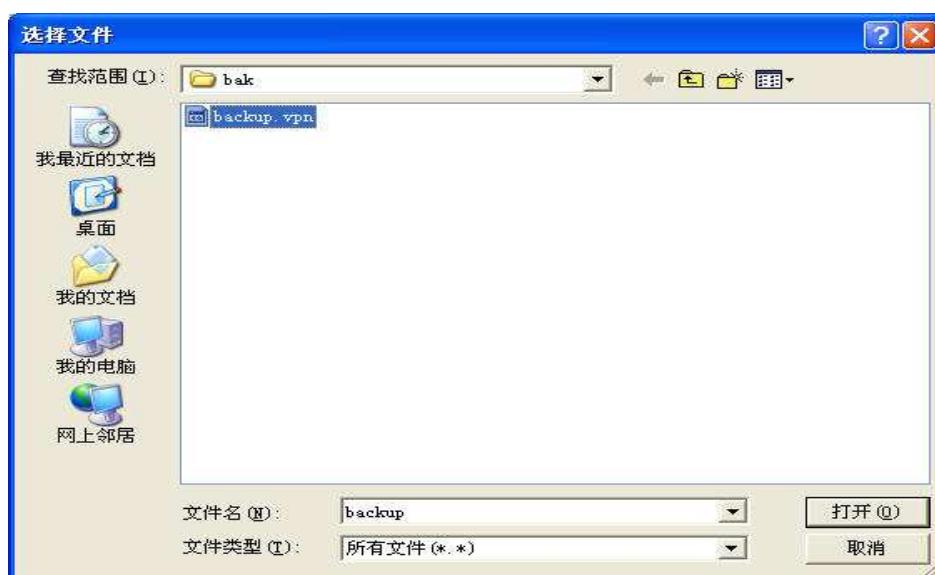 选择文件
查找范围(I):
bak
backup.vpn
我最近的文档
桌面
我的文档
我的电脑
网上邻居
文件名(N):
backup
打开(O)
文件类型(T):
所有文件(*.*)
取消